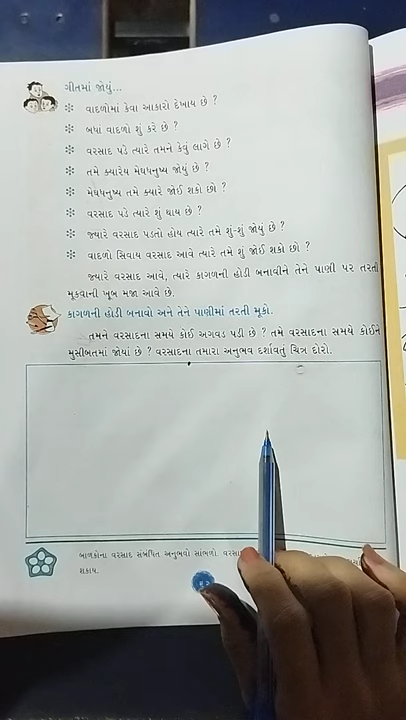 ગીતમાં જોયું...
❇ વાદળોમાં કેવા આકારો દેખાય છે ?
❇ બધાં વાદળો શું કરે છે ?
❇ વરસાદ પડે ત્યારે તમને કેવું લાગે છે ?
❇ તમે ક્યારેય મેઘધનુષ્ય જોયું છે ?
❇ મેઘધનુષ્ય તમે ક્યારે જોઈ શકો છો ?
❇ વરસાદ પડે ત્યારે શું થાય છે ?
❇ જ્યારે વરસાદ પડતો હોય ત્યારે તમે શું-શું જોયું છે ?
❇ વાદળો સિવાય વરસાદ આવે ત્યારે તમે શું જોઈ શકો છો ?
જ્યારે વરસાદ આવે, ત્યારે કાગળની હોડી બનાવીને તેને પાણી પર તરતી
મૂકવાની ખૂબ મજા આવે છે.
કાગળની હોડી બનાવો અને તેને પાણીમાં તરતી મૂકો.
તમને વરસાદના સમયે કોઈ અગવડ પડી છે ? તમે વરસાદના સમયે કોઈને
મુસીબતમાં જોયાં છે ? વરસાદના તમારા અનુભવ દર્શાવતું ચિત્ર દોરો.
બાળકોના વરસાદ સંબંધિત અનુભવો સાંભળો.
શકાય.